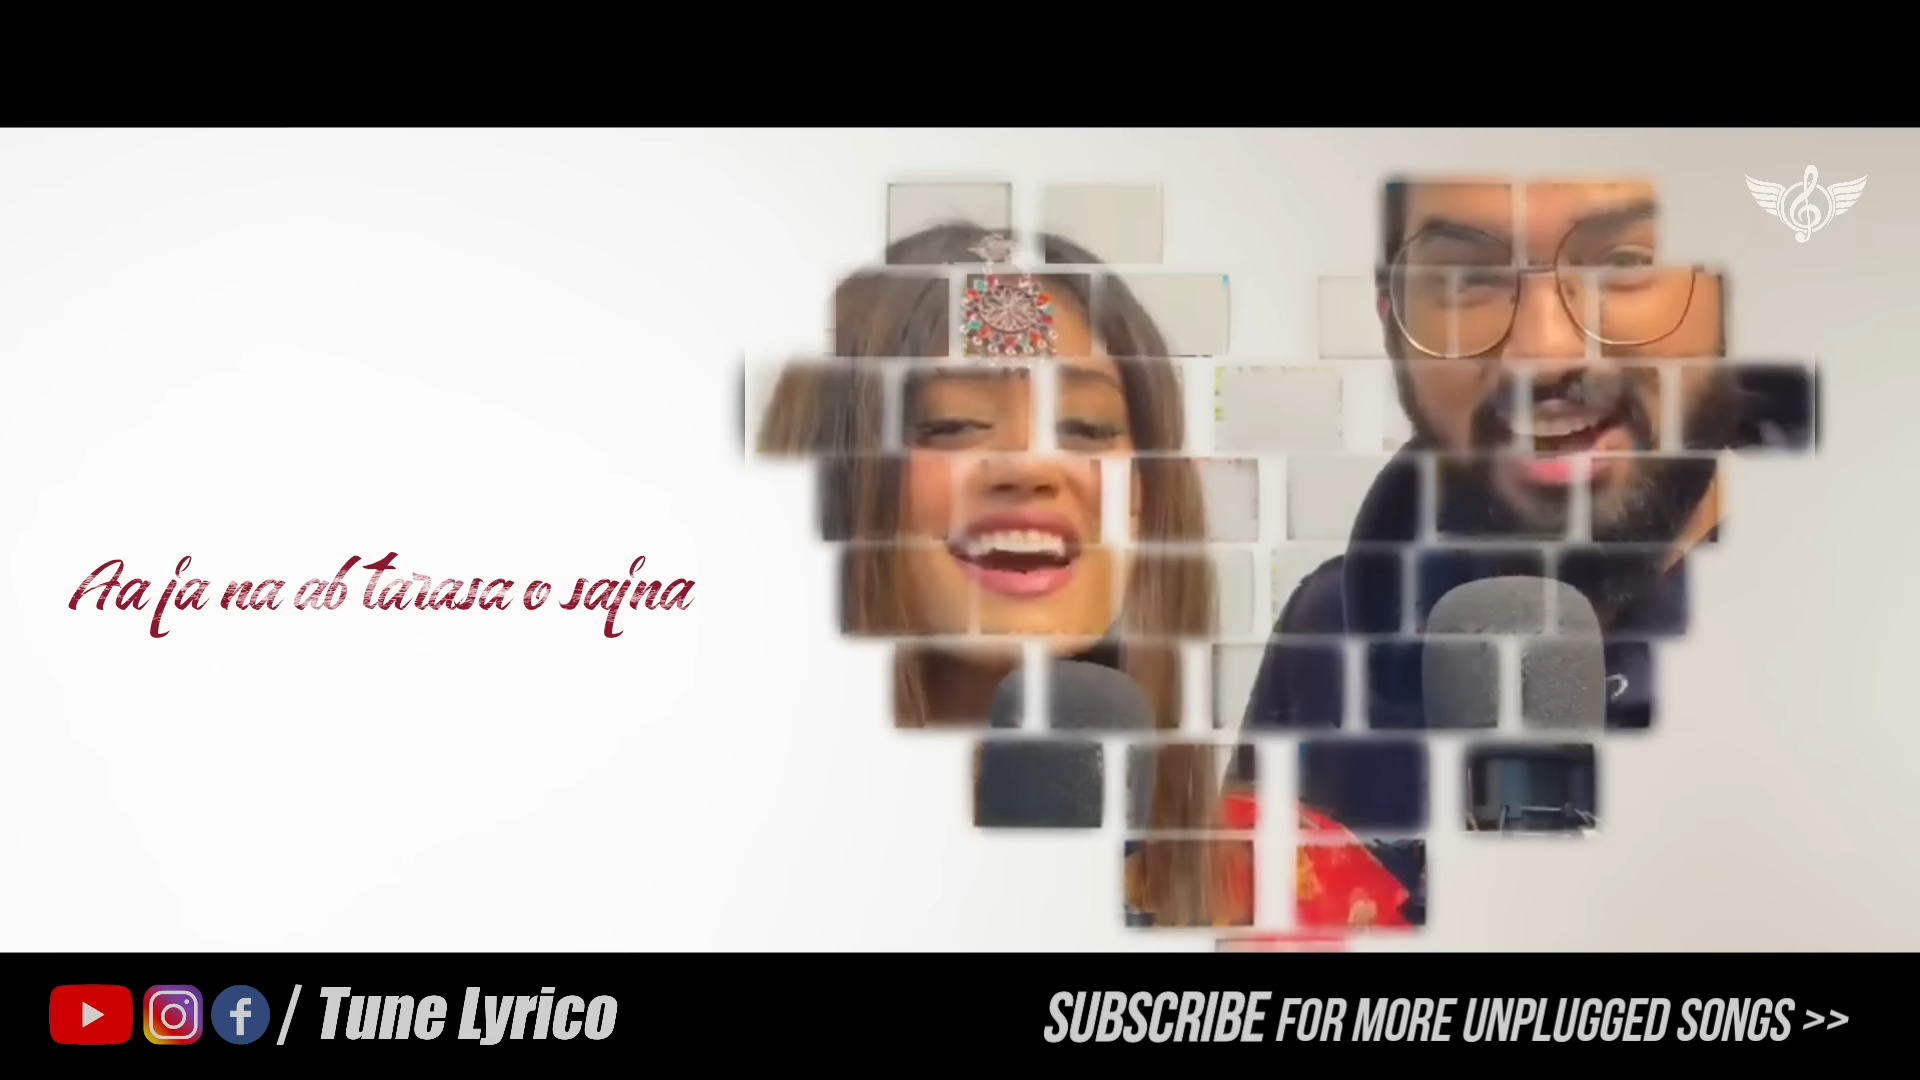 Aa ja na ab tarasa o sajna
/ Tune Lyrico
SUBSCRIBE FOR MORE UNPLUGGED SONGS >>